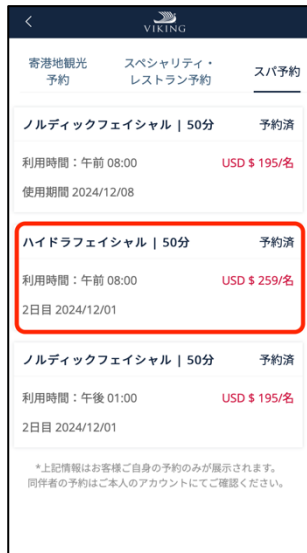 VIKING
寄港地観光
予約
スペシャリティ・
レストラン予約
スパ予約
ノルディックフェイシャル | 50分 予約済
利用時間：午前 08:00 USD $ 195/名
使用期間 2024/12/08
ハイドラフェイシャル | 50分 予約済
利用時間：午前 08:00 USD $ 259/名
2日目 2024/12/01
ノルディックフェイシャル | 50分 予約済
利用時間：午後 01:00 USD $ 195/名
2日目 2024/12/01
*上記情報はお客様ご自身の予約のみが展示されます。
同伴者の予約はご本人のアカウントにてご確認ください。